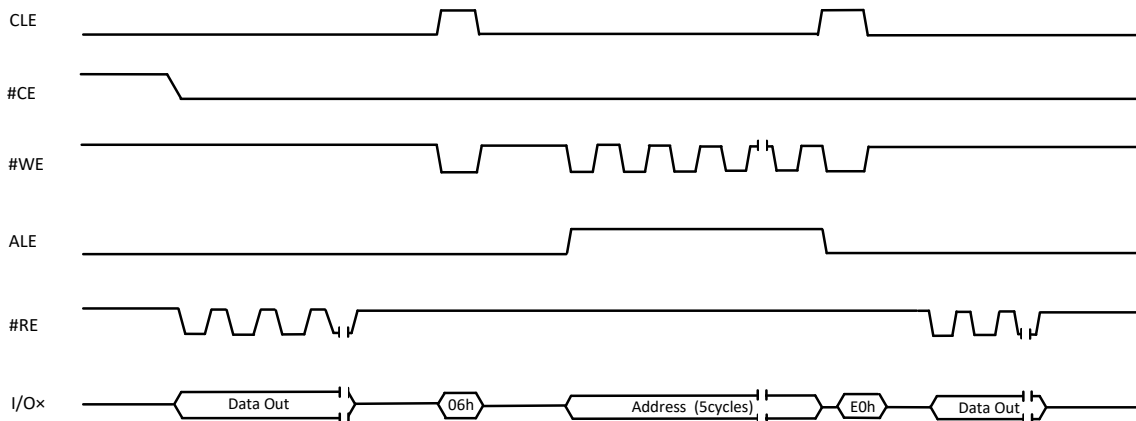 CLE
#CE
#WE
ALE
#RE
I/O× Data Out 06h Address (5cycles) E0h Data Out